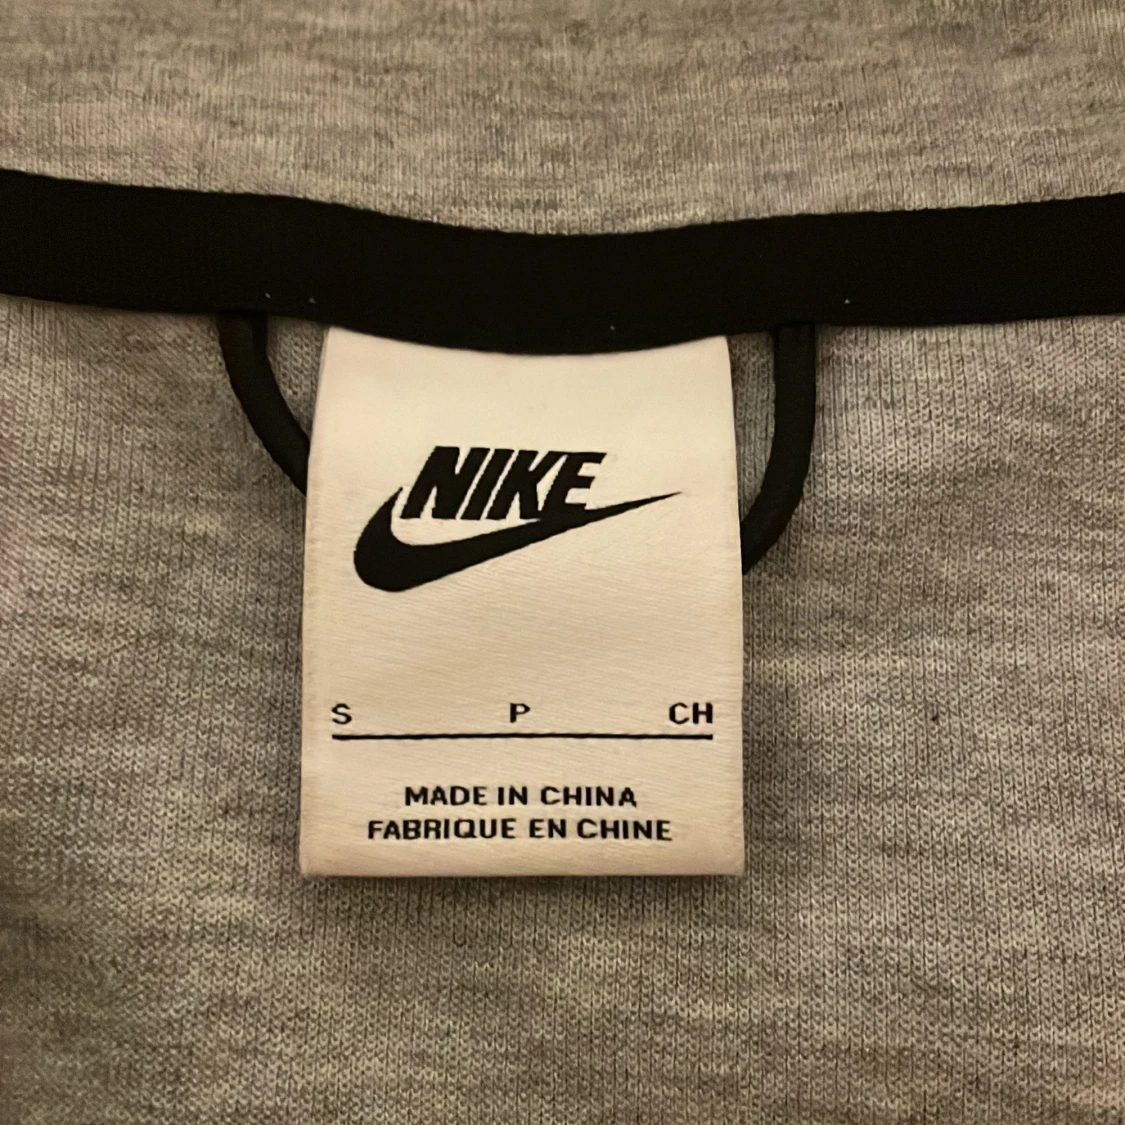 NIKE
S P CH
MADE IN CHINA
FABRIQUE EN CHINE